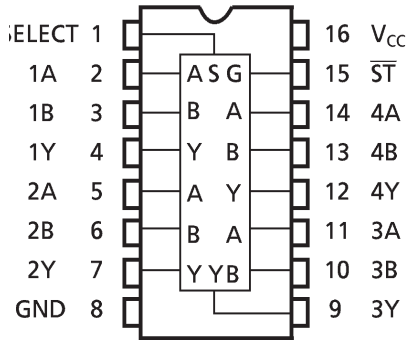 SELECT 1 16 VCC
1A 2 A S G 15 ST
1B 3 B A 14 4A
1Y 4 Y B 13 4B
2A 5 A Y 12 4Y
2B 6 B A 11 3A
2Y 7 Y Y B 10 3B
GND 8 9 3Y